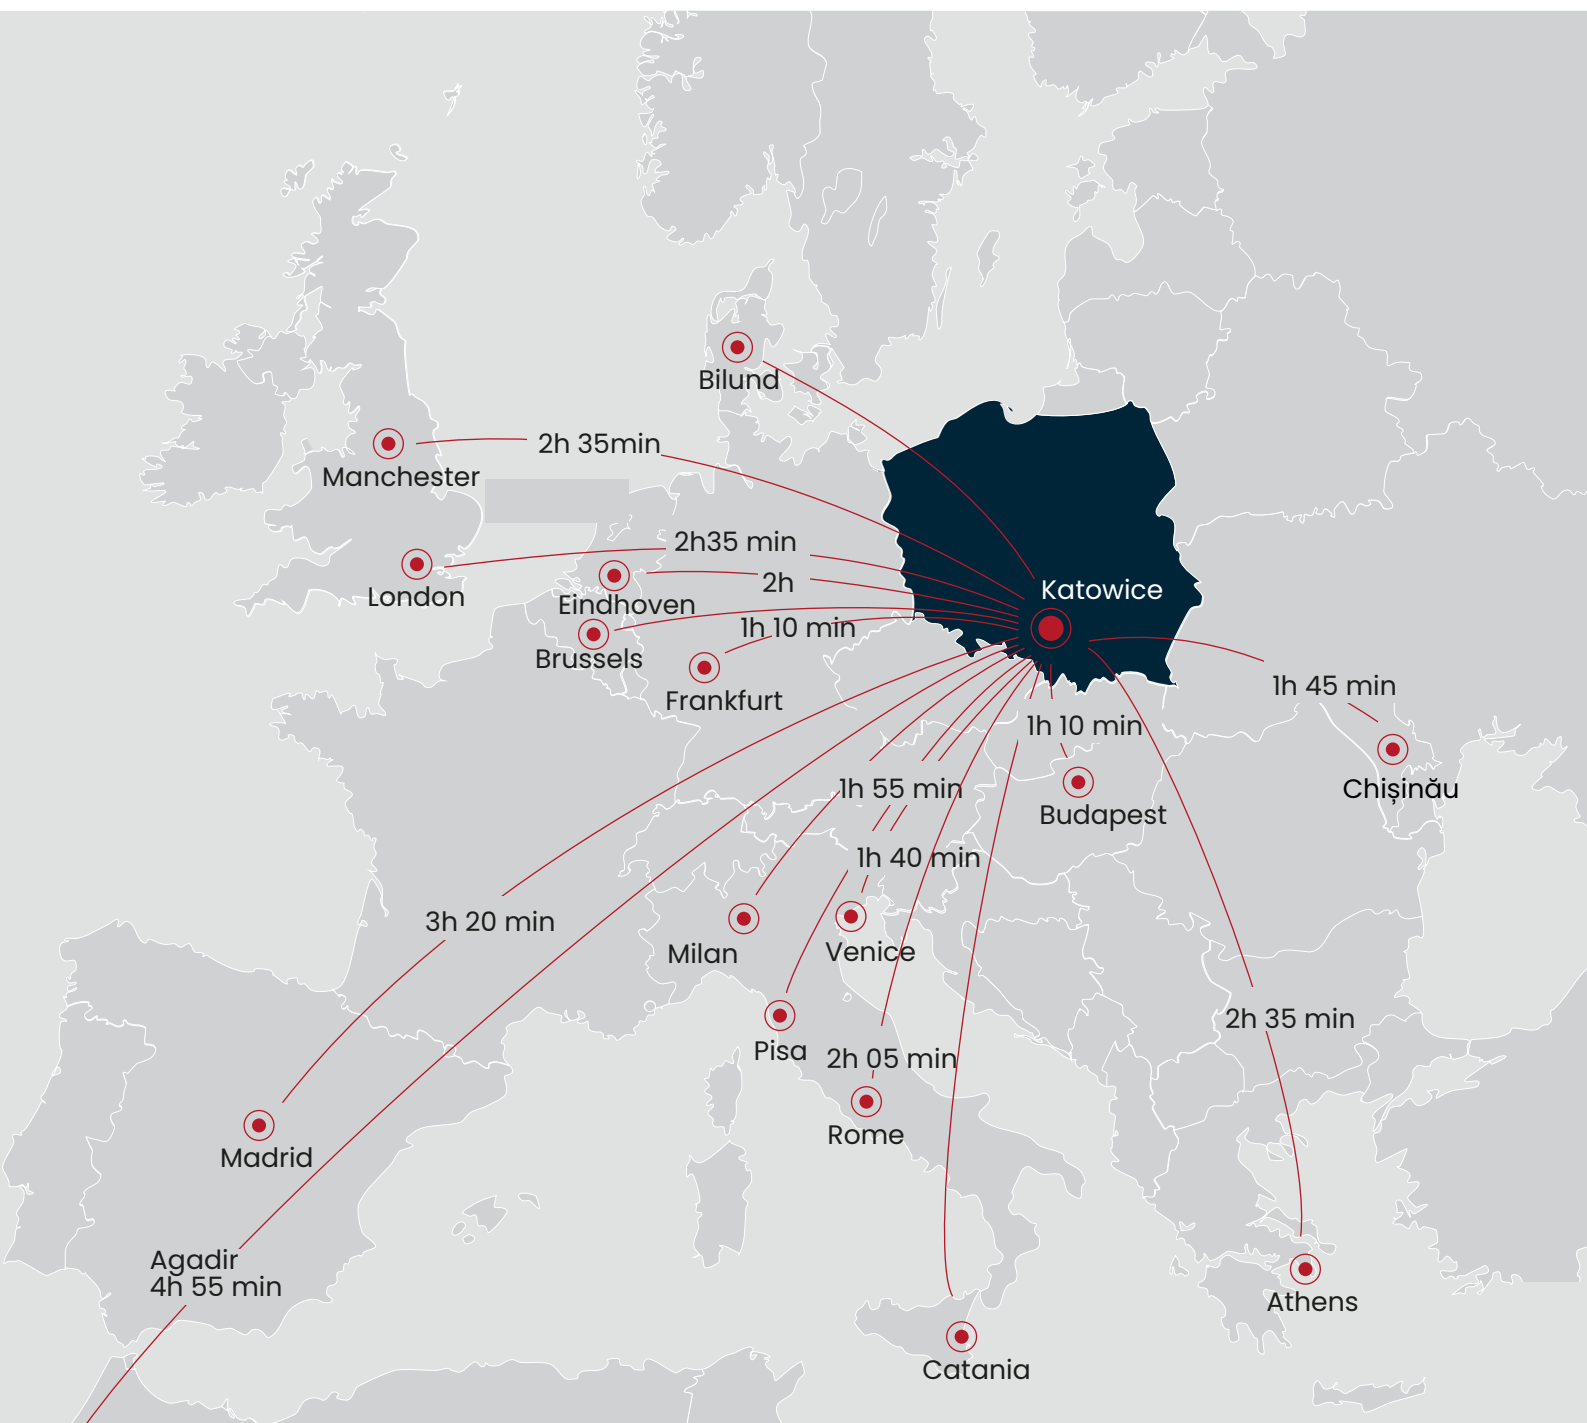 Bilund
2h 35min
Manchester
2h35 min
2h
Katowice
London
Eindhoven
1h 10 min
Brussels
Frankfurt
1h 45 min
1h 10 min
1h 55 min
Chișinău
Budapest
1h 40 min
3h 20 min
Milan
Venice
2h 35 min
Pisa
2h 05 min
Rome
Madrid
Agadir
4h 55 min
Athens
Catania